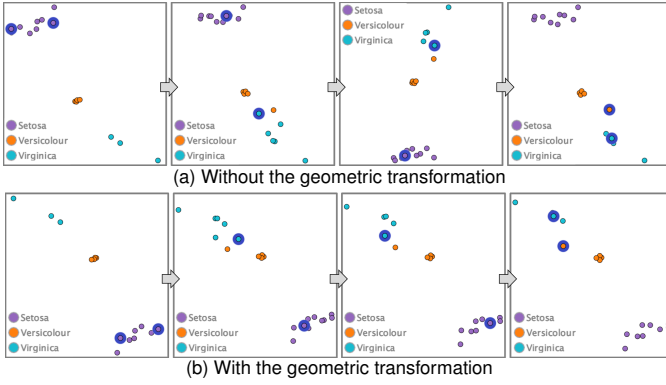 Setosa
Versicolour
Virginica
Setosa
Versicolour
Virginica
Setosa
Versicolour
Virginica
Setosa
Versicolour
Virginica
(a) Without the geometric transformation
Setosa
Versicolour
Virginica
Setosa
Versicolour
Virginica
Setosa
Versicolour
Virginica
Setosa
Versicolour
Virginica
(b) With the geometric transformation